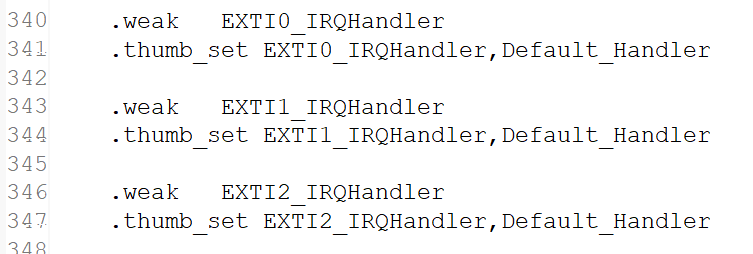 340 .weak EXTI0_IRQHandler
341 .thumb_set EXTI0_IRQHandler,Default_Handler
342
343 .weak EXTI1_IRQHandler
344 .thumb_set EXTI1_IRQHandler,Default_Handler
345
346 .weak EXTI2_IRQHandler
347 .thumb_set EXTI2_IRQHandler,Default_Handler
348